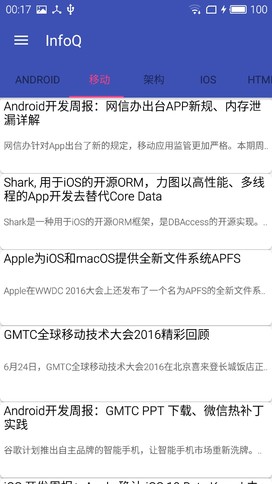 00:17
100
InfoQ
ANDROID 移动 架构 IOS HTM
Android开发周报：网信办出台APP新规、内存泄
漏详解
网信办针对App出台了新的规定，移动应用监管更加严格。本期周..
Shark, 用于iOS的开源ORM，力图以高性能、多线
程的App开发去替代Core Data
Shark是一种用于iOS的开源ORM框架，是DBAccess的开源实现。..
Apple为iOS和macOS提供全新文件系统APFS
Apple在WWDC 2016大会上还发布了一个名为APFS的全新文件系..
GMTC全球移动技术大会2016精彩回顾
6月24日，GMTC全球移动技术大会2016在北京喜来登长城饭店正..
Android开发周报：GMTC PPT 下载、微信热补丁
实践
谷歌计划推出自主品牌的智能手机，让智能手机市场重新洗牌。..